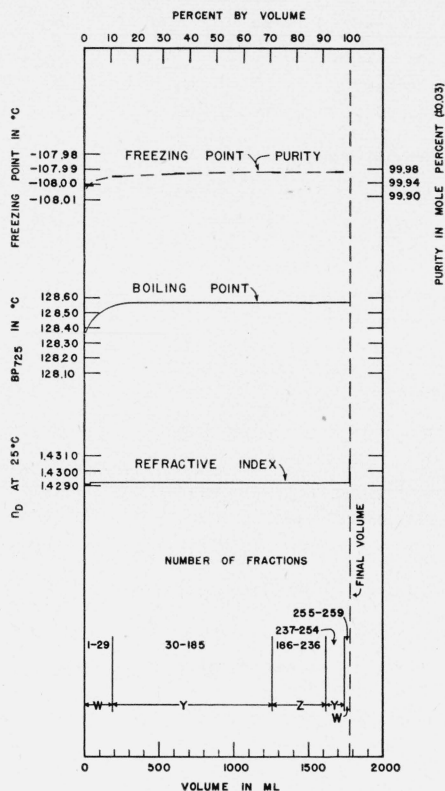 PERCENT BY VOLUME
0 10 20 30 40 50 60 70 80 90 100
FREEZING POINT IN °C
-107.98
-107.99
-108.00
-108.01
FREEZING POINT PURITY
99.98
99.94
99.90
PURITY IN MOLE PERCENT (±0.03)
BP725 IN °C
128.60
128.50
128.40
128.30
128.20
128.10
BOILING POINT
nD AT 25°C
1.4310
1.4300
1.4290
REFRACTIVE INDEX
NUMBER OF FRACTIONS
FINAL VOLUME
255-259
237-254
1-29 30-185 186-236
W Y Z Y
W
0 500 1000 1500 2000
VOLUME IN ML